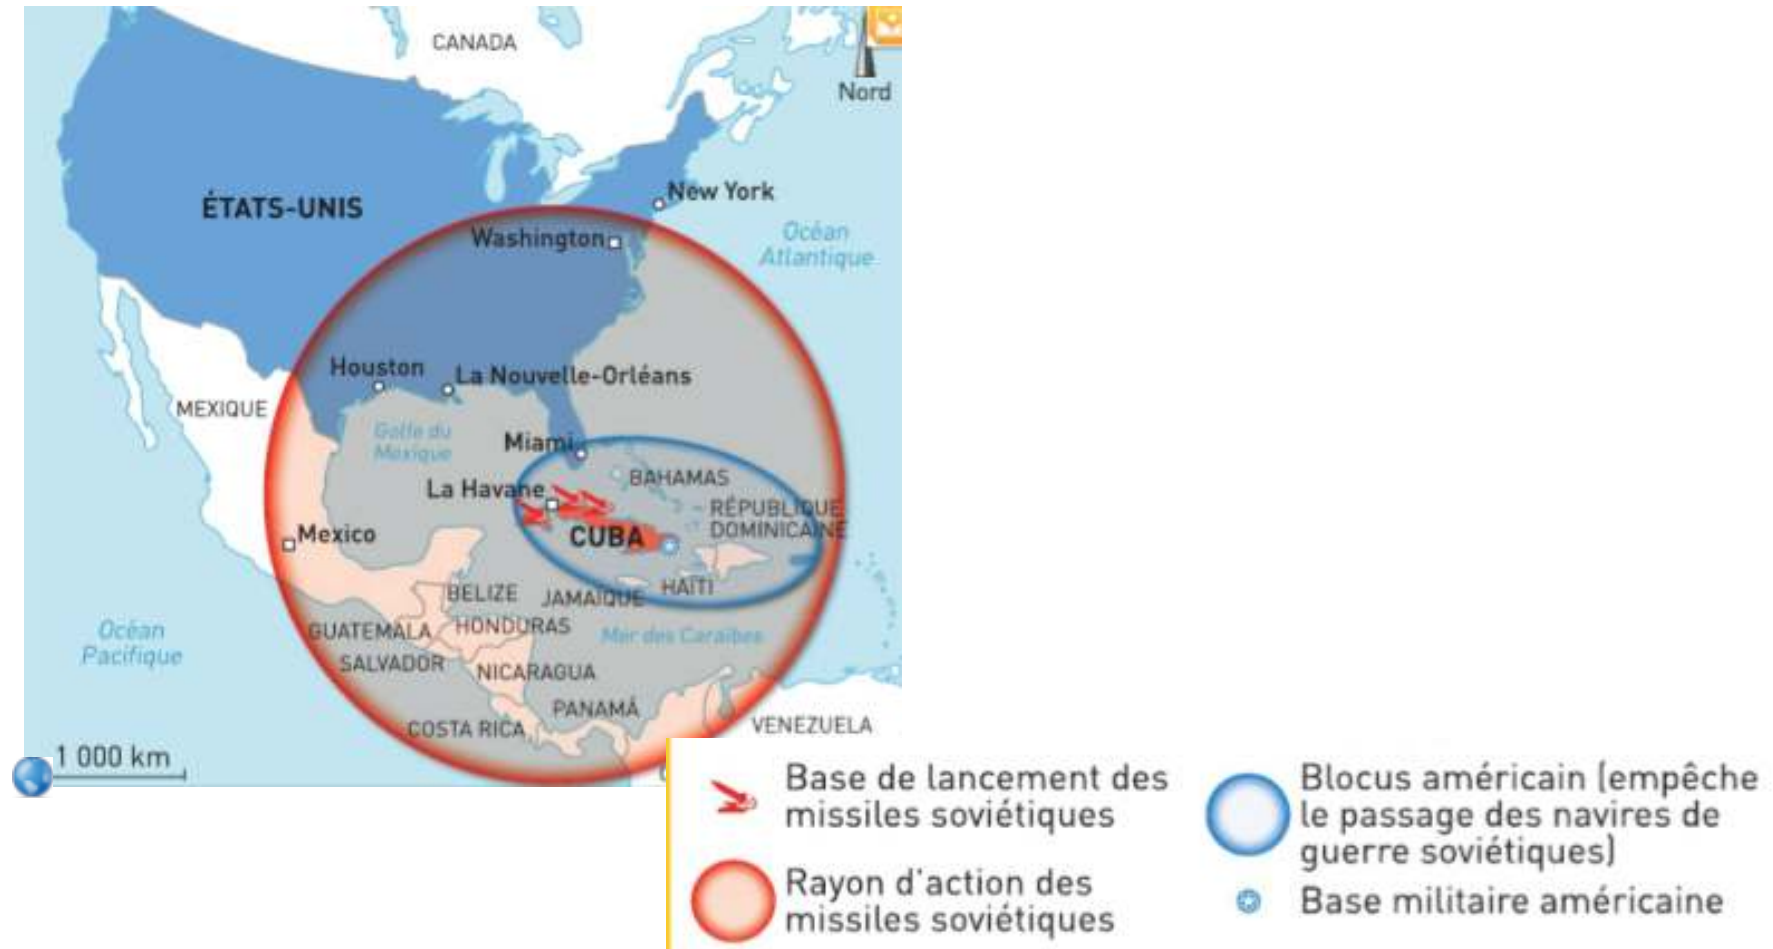 CANADA
Nord
ÉTATS-UNIS
New York
Washington
Océan
Atlantique
Houston
La Nouvelle-Orléans
MEXIQUE
Golfe du
Mexique
Miami
BAHAMAS
La Havane
RÉPUBLIQUE
DOMINICAINE
CUBA
Mexico
BELIZE
JAMAÏQUE
HAÏTI
GUATEMALA
HONDURAS
Mer des Caraïbes
Océan
Pacifique
SALVADOR
NICARAGUA
PANAMÁ
COSTA RICA
VENEZUELA
1 000 km
Base de lancement des
missiles soviétiques
Rayon d'action des
missiles soviétiques
Blocus américain (empêche
le passage des navires de
guerre soviétiques)
Base militaire américaine